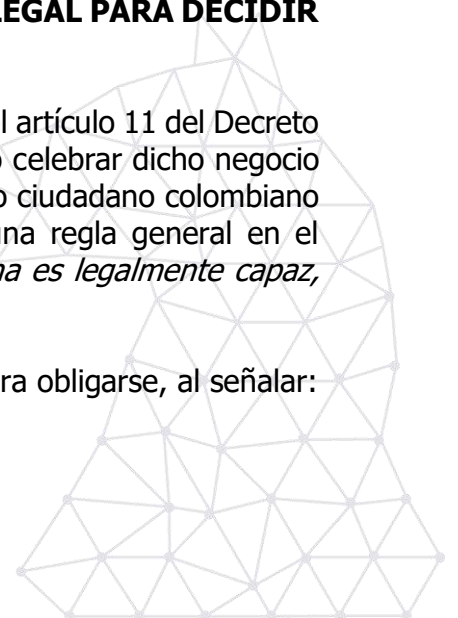 LEGAL PARA DECIDIR
l artículo 11 del Decreto
o celebrar dicho negocio
o ciudadano colombiano
una regla general en el
na es legalmente capaz,
ra obligarse, al señalar: